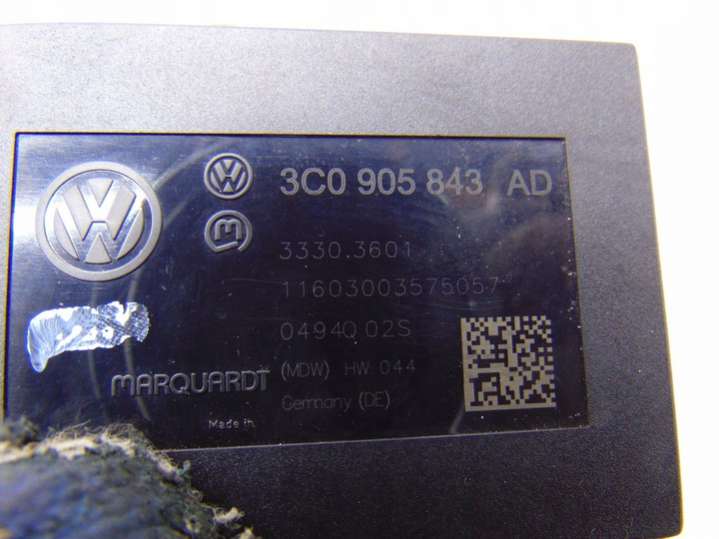 3C0 905 843 AD
3330.3601
11603003575057
0494Q 02S
MARQUARDT (MDW) HW 044
Made in Germany (DE)